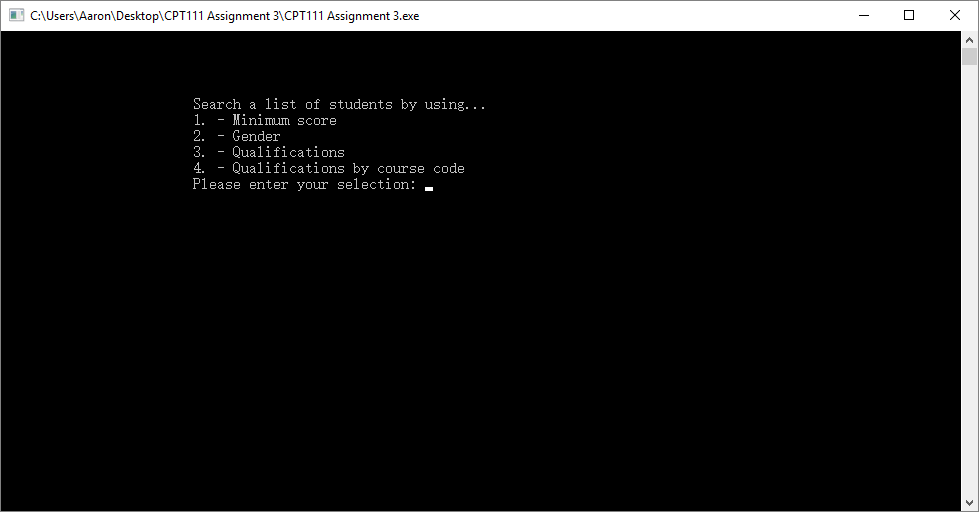 C:\Users\Aaron\Desktop\CPT111 Assignment 3\CPT111 Assignment 3.exe
Search a list of students by using...
1. - Minimum score
2. - Gender
3. - Qualifications
4. - Qualifications by course code
Please enter your selection: